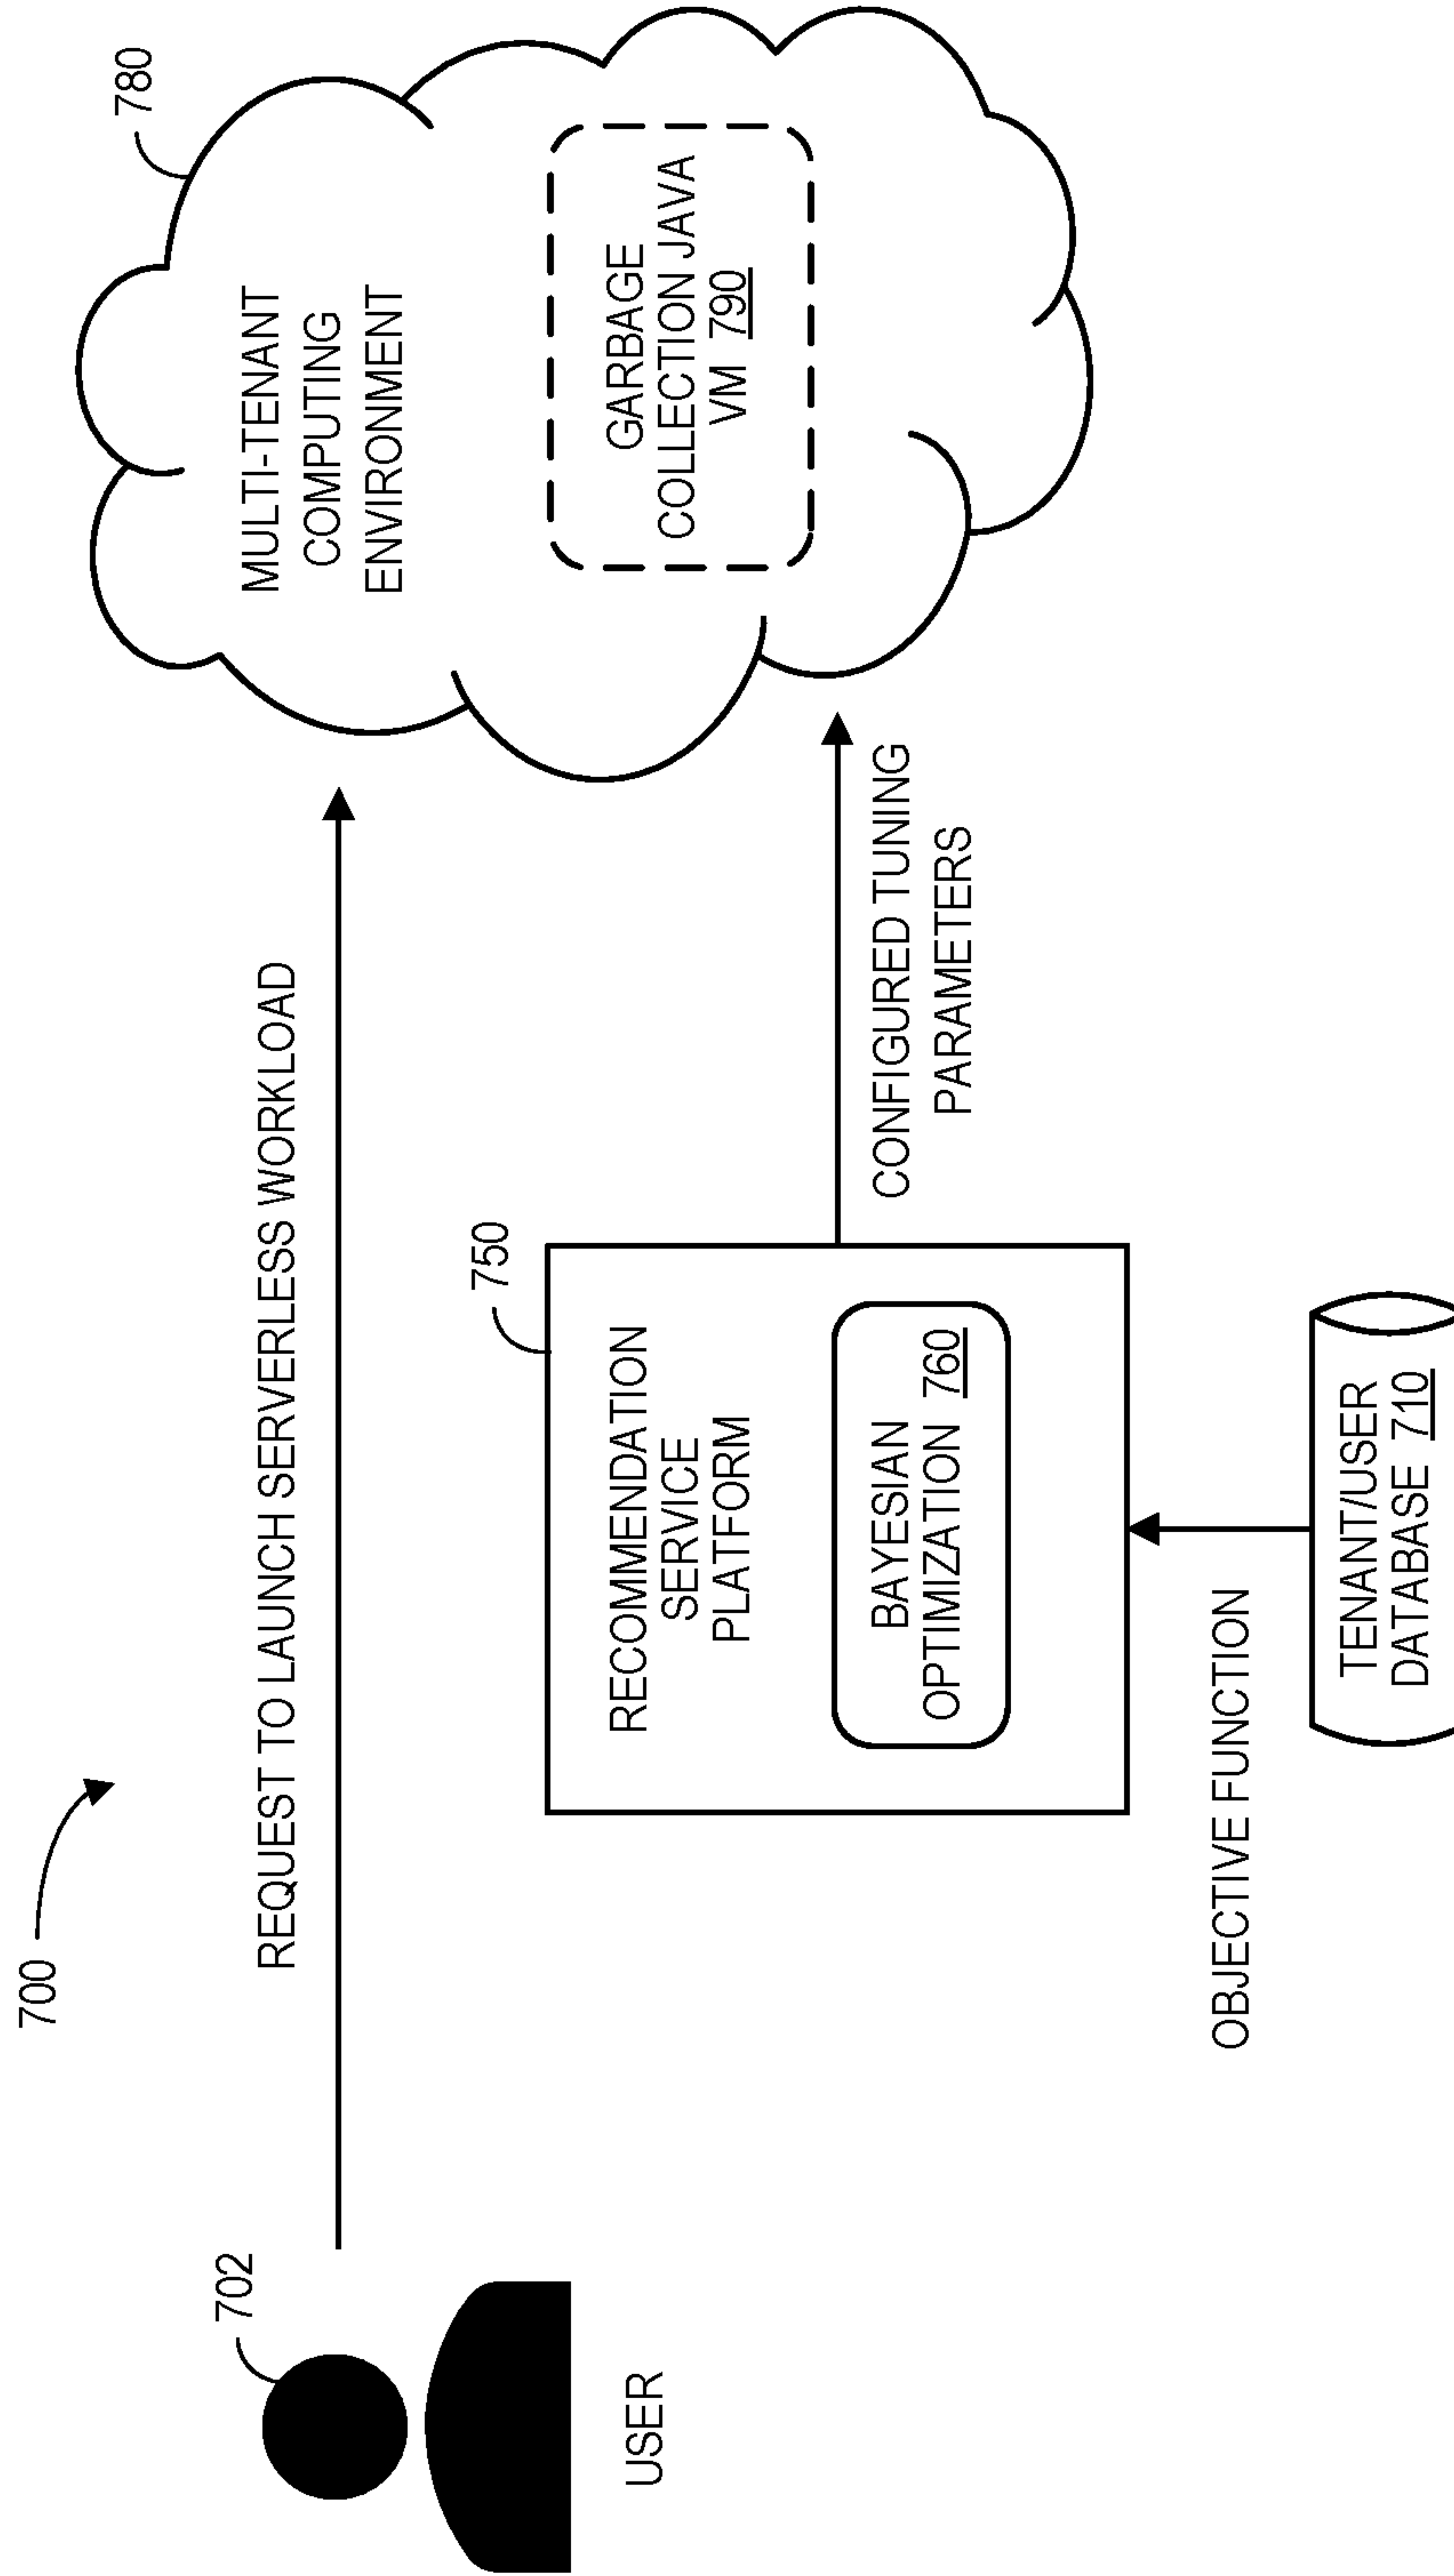 700
702
USER
REQUEST TO LAUNCH SERVERLESS WORKLOAD
780
MULTI-TENANT
COMPUTING
ENVIRONMENT
GARBAGE
COLLECTION JAVA
VM 790
750
RECOMMENDATION
SERVICE
PLATFORM
BAYESIAN
OPTIMIZATION 760
CONFIGURED TUNING
PARAMETERS
OBJECTIVE FUNCTION
TENANT/USER
DATABASE 710